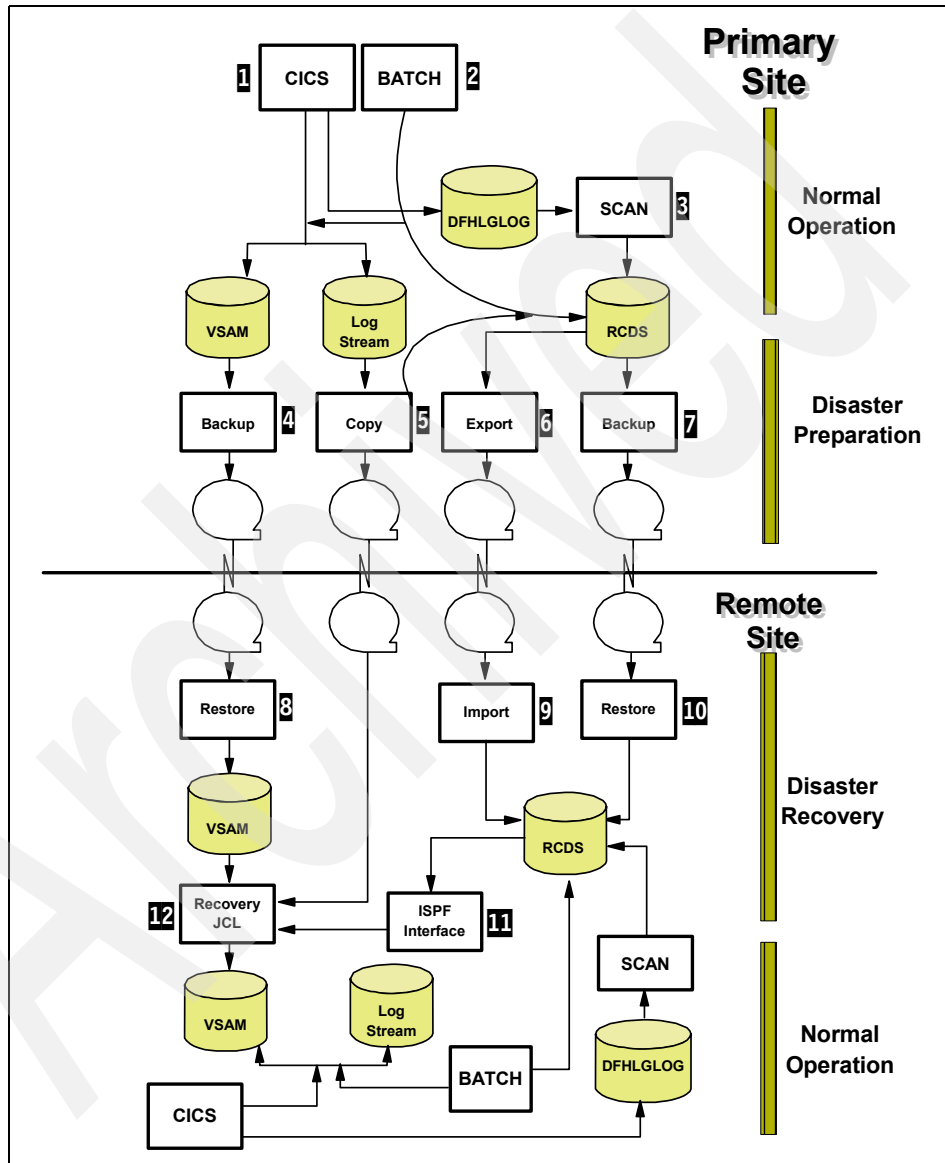 Primary
Site
1
CICS
BATCH
2
DFHLGLOG
SCAN
3
Normal
Operation
VSAM
Log
Stream
RCDS
Backup
4
Copy
5
Export
6
Backup
7
Disaster
Preparation
Remote
Site
Restore
8
Import
9
Restore
10
VSAM
RCDS
Disaster
Recovery
12
Recovery
JCL
ISPF
Interface
11
SCAN
VSAM
Log
Stream
BATCH
DFHLGLOG
Normal
Operation
CICS
Archived